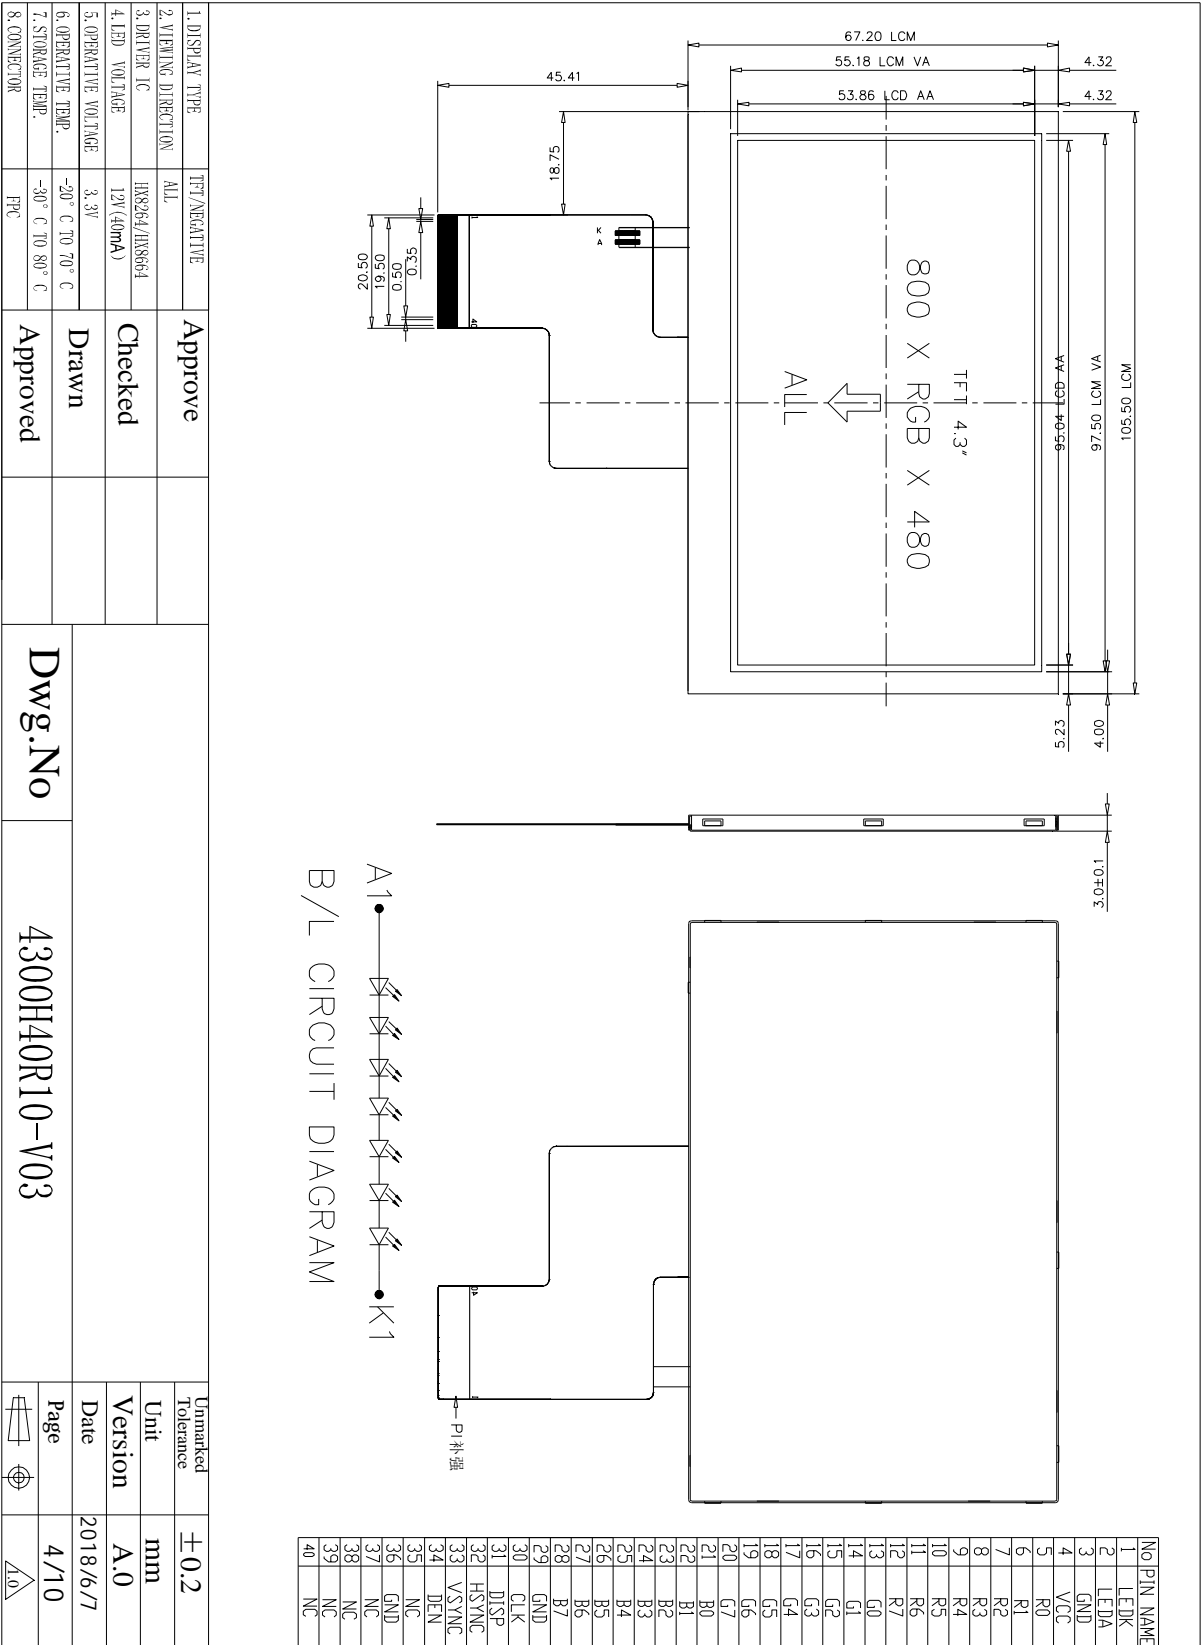 67.20 LCM
55.18 LCM VA
53.86 LCD AA
4.32
4.32
45.41
18.75
105.50 LCM
97.50 LCM VA
95.04 LCD AA
5.23
4.00
TFT 4.3"
800 X RGB X 480
ALL
K
A
1
40
0.35
0.50
19.50
20.50
3.0±0.1
A1
K1
B/L CIRCUIT DIAGRAM
40
1
PI补强
No PIN NAME
1 LEDK
2 LEDA
3 GND
4 VCC
5 R0
6 R1
7 R2
8 R3
9 R4
10 R5
11 R6
12 R7
13 G0
14 G1
15 G2
16 G3
17 G4
18 G5
19 G6
20 G7
21 B0
22 B1
23 B2
24 B3
25 B4
26 B5
27 B6
28 B7
29 GND
30 CLK
31 DISP
32 HSYNC
33 VSYNC
34 DEN
35 NC
36 GND
37 NC
38 NC
39 NC
40 NC
1. DISPLAY TYPE TFT/NEGATIVE
2. VIEWING DIRECTION ALL
3. DRIVER IC HX8264/HX8664
4. LED VOLTAGE 12V(40mA)
5. OPERATIVE VOLTAGE 3.3V
6. OPERATIVE TEMP. -20° C TO 70° C
7. STORAGE TEMP. -30° C TO 80° C
8. CONNECTOR FPC
Approve
Checked
Drawn
Approved
Dwg.No
4300H40R10-V03
Unmarked Tolerance ±0.2
Unit mm
Version A.0
Date 2018/6/7
Page 4/10
1.0